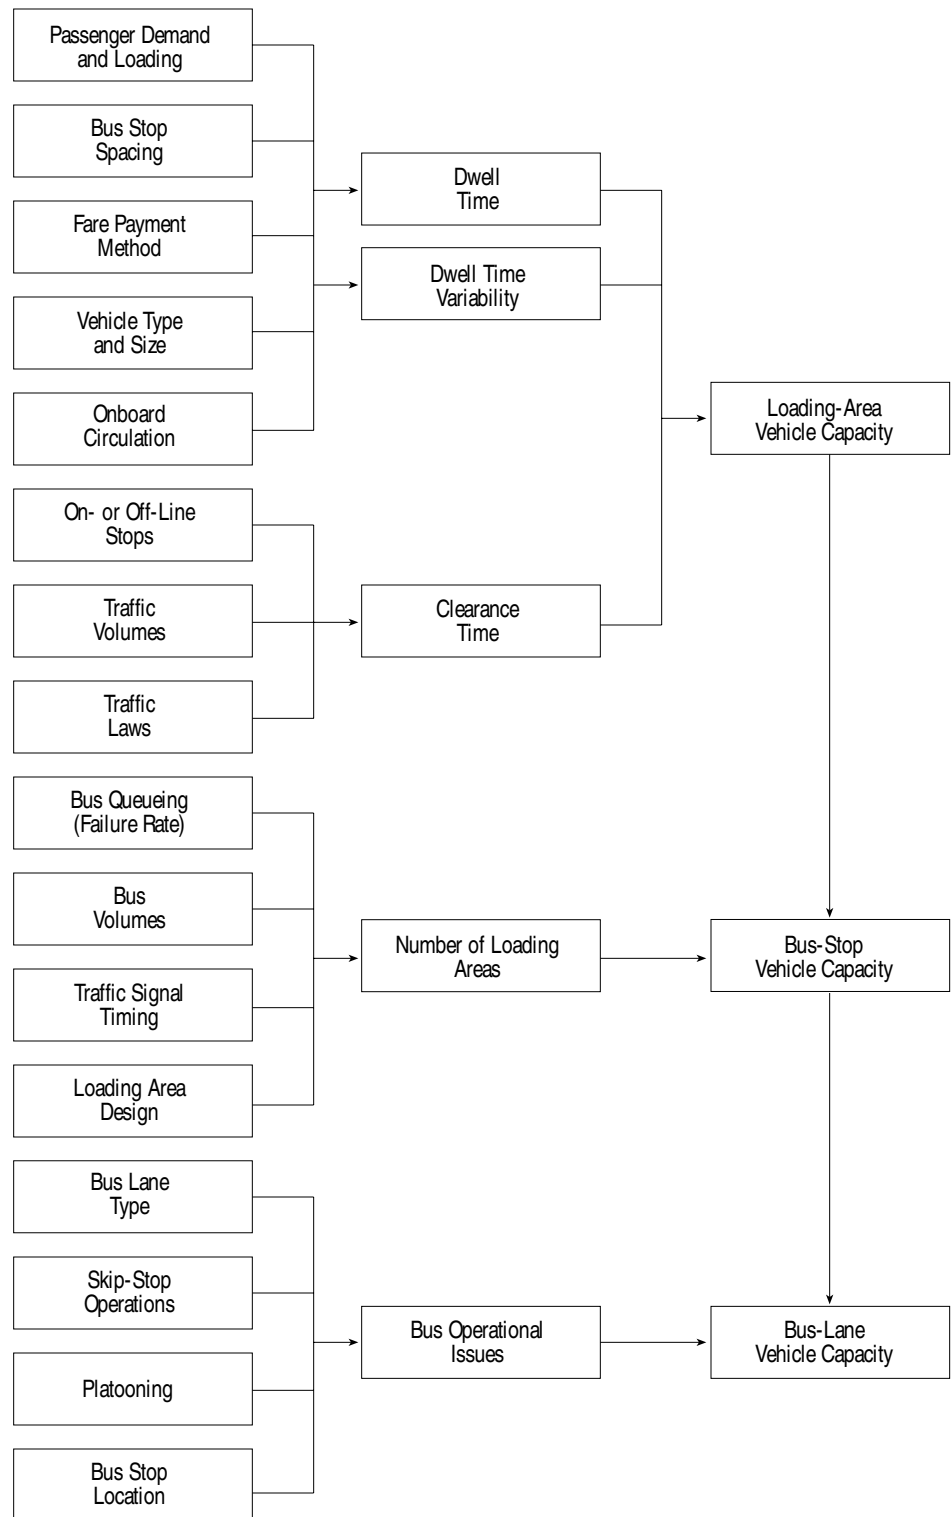 Passenger Demand
and Loading
Bus Stop
Spacing
Fare Payment
Method
Vehicle Type
and Size
Onboard
Circulation
On- or Off-Line
Stops
Traffic
Volumes
Traffic
Laws
Bus Queueing
(Failure Rate)
Bus
Volumes
Traffic Signal
Timing
Loading Area
Design
Bus Lane
Type
Skip-Stop
Operations
Platooning
Bus Stop
Location
Dwell
Time
Dwell Time
Variability
Clearance
Time
Number of Loading
Areas
Bus Operational
Issues
Loading-Area
Vehicle Capacity
Bus-Stop
Vehicle Capacity
Bus-Lane
Vehicle Capacity